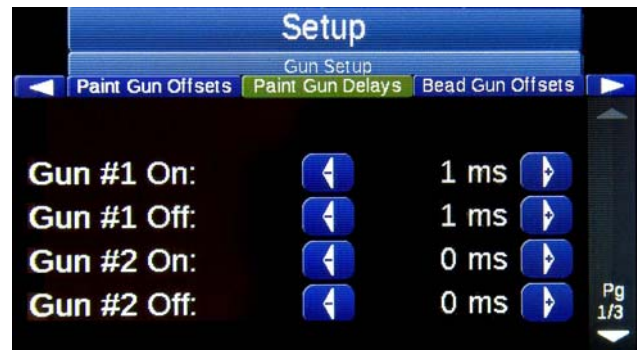 Setup
Gun Setup
Paint Gun Offsets Paint Gun Delays Bead Gun Offsets
Gun #1 On: 1 ms
Gun #1 Off: 1 ms
Gun #2 On: 0 ms
Gun #2 Off: 0 ms
Pg
1/3